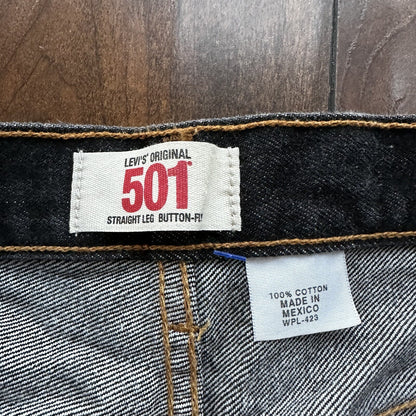 LEVI'S® ORIGINAL
501®
STRAIGHT LEG BUTTON-FLY
100% COTTON
MADE IN
MEXICO
WPL-423